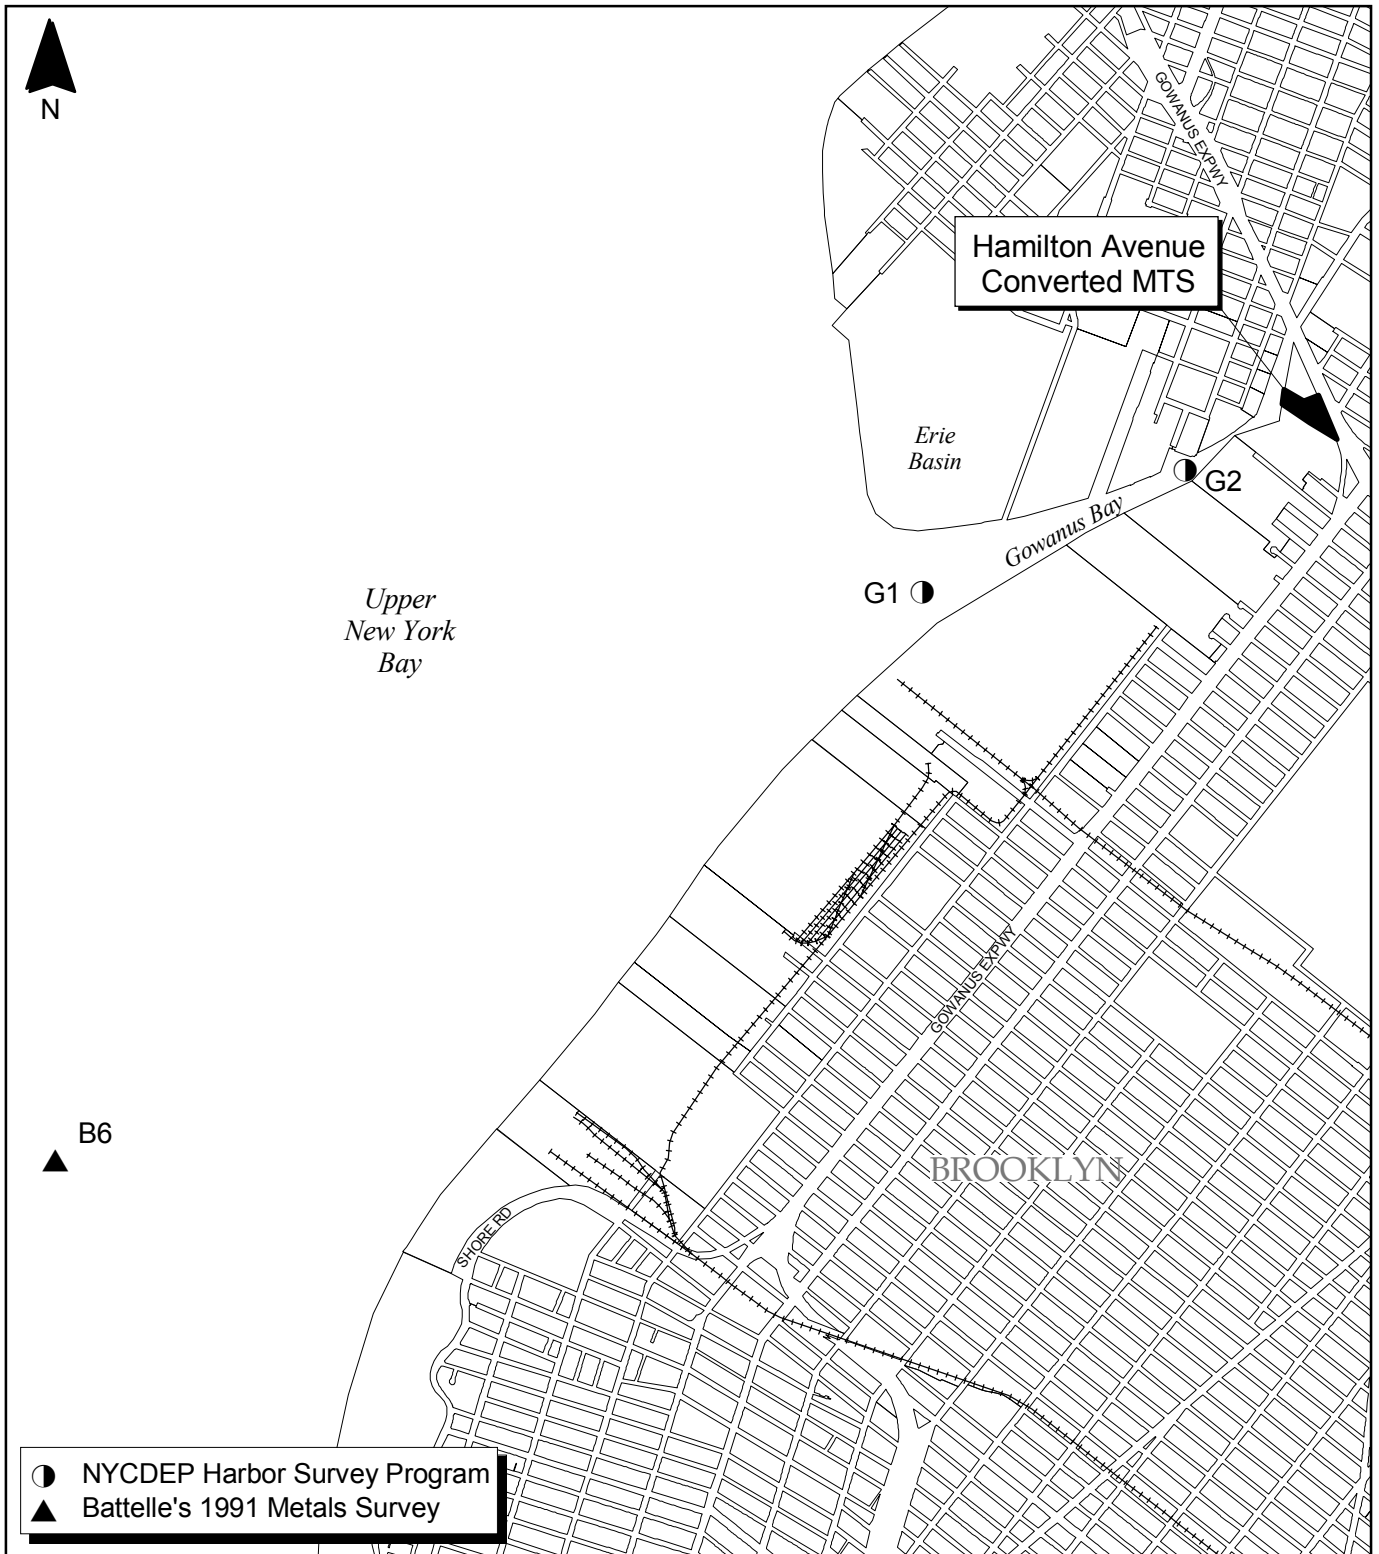 N
GOWANUS EXPWY
Hamilton Avenue
Converted MTS
Erie
Basin
G2
Gowanus Bay
G1
Upper
New York
Bay
GOWANUS EXPWY
B6
BROOKLYN
SHORE RD
NYCDEP Harbor Survey Program
Battelle's 1991 Metals Survey